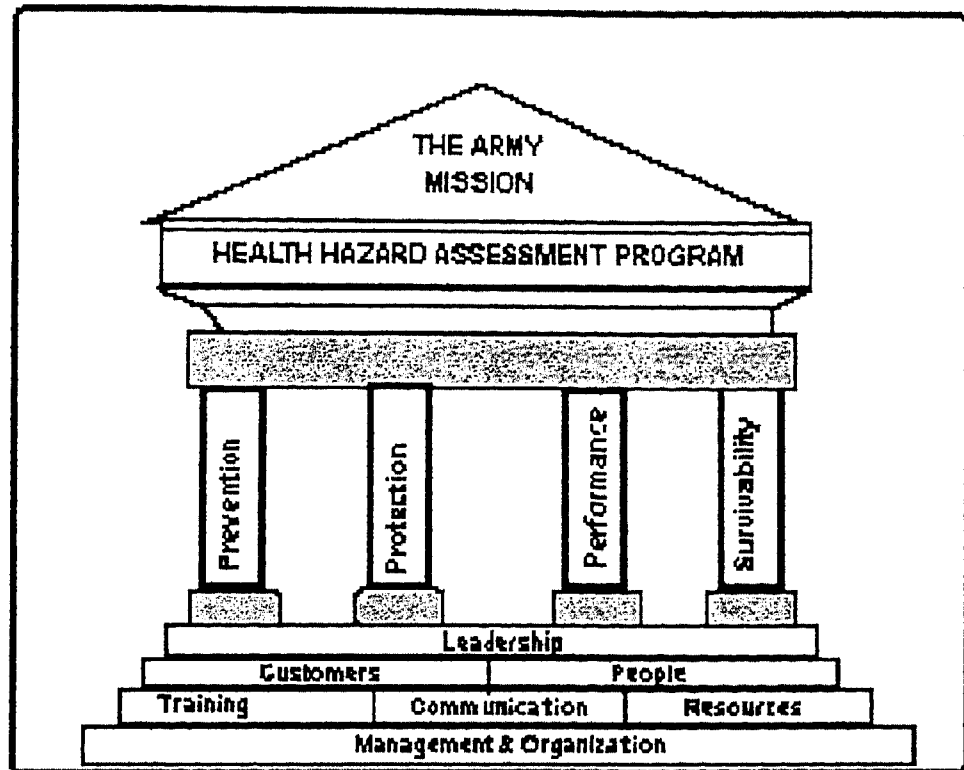 THE ARMY
MISSION
HEALTH HAZARD ASSESSMENT PROGRAM
Prevention
Protection
Performance
Survivability
Leadership
Customers People
Training Communication Resources
Management & Organization